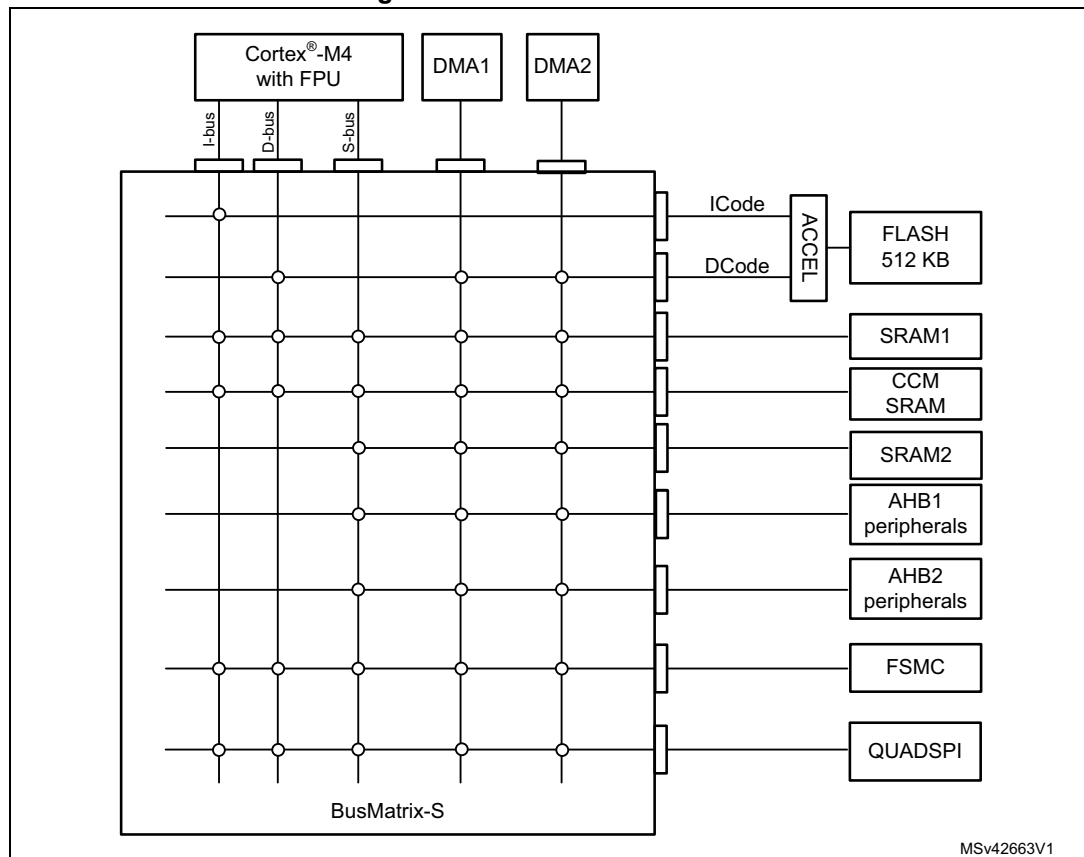 Cortex®-M4
with FPU
DMA1
DMA2
I-bus
D-bus
S-bus
ICode
ACCEL
FLASH
512 KB
DCode
SRAM1
CCM
SRAM
SRAM2
AHB1
peripherals
AHB2
peripherals
FSMC
QUADSPI
BusMatrix-S
MSv42663V1